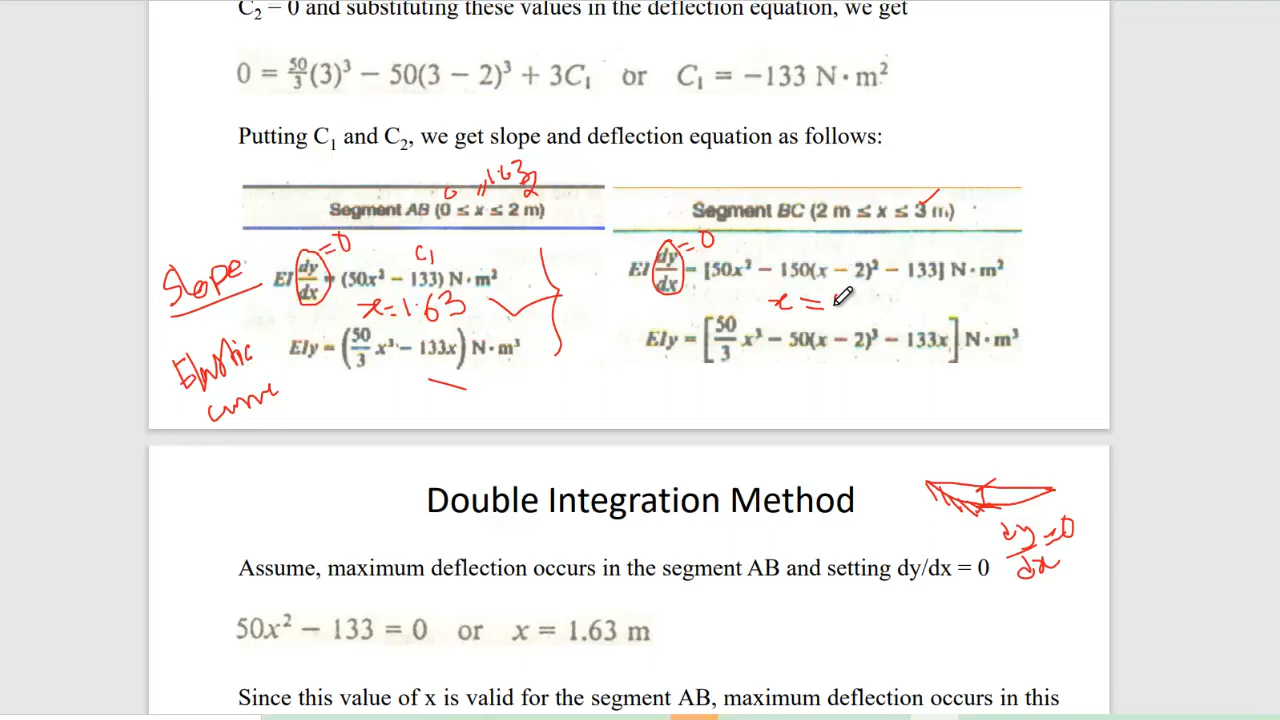 C₂ = 0 and substituting these values in the deflection equation, we get
0 = 50/3(3)³ − 50(3 − 2)³ + 3C₁ or C₁ = −133 N·m²
Putting C₁ and C₂, we get slope and deflection equation as follows:
0 1.63 2
Segment AB (0 ≤ x ≤ 2 m)
Segment BC (2 m ≤ x ≤ 3 m)
Slope
=0
C₁
EI dy/dx = (50x² − 133) N·m²
x=1.63
=0
EI dy/dx = [50x² − 150(x − 2)² − 133] N·m²
x =
Elastic
curve
EIy = (50/3 x³ − 133x) N·m³
EIy = [50/3 x³ − 50(x − 2)³ − 133x] N·m³
Double Integration Method
dy/dx =0
Assume, maximum deflection occurs in the segment AB and setting dy/dx = 0
50x² − 133 = 0 or x = 1.63 m
Since this value of x is valid for the segment AB, maximum deflection occurs in this